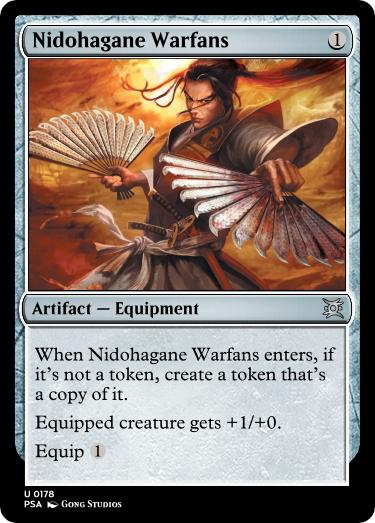 Nidohagane Warfans 1
Artifact — Equipment
When Nidohagane Warfans enters, if
it's not a token, create a token that's
a copy of it.
Equipped creature gets +1/+0.
Equip 1
U 0178
PSA Gong Studios